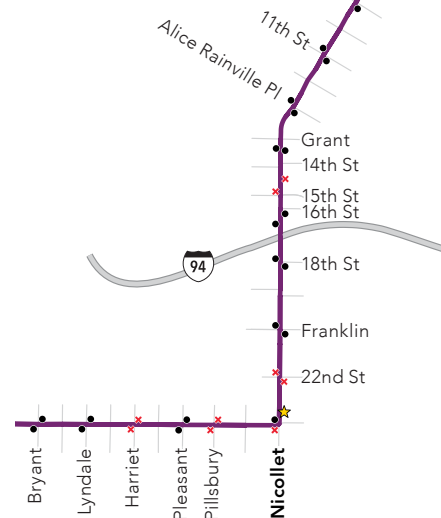 11th St
Alice Rainville Pl
Grant
14th St
15th St
16th St
94
18th St
Franklin
22nd St
Bryant
Lyndale
Harriet
Pleasant
Pillsbury
Nicollet